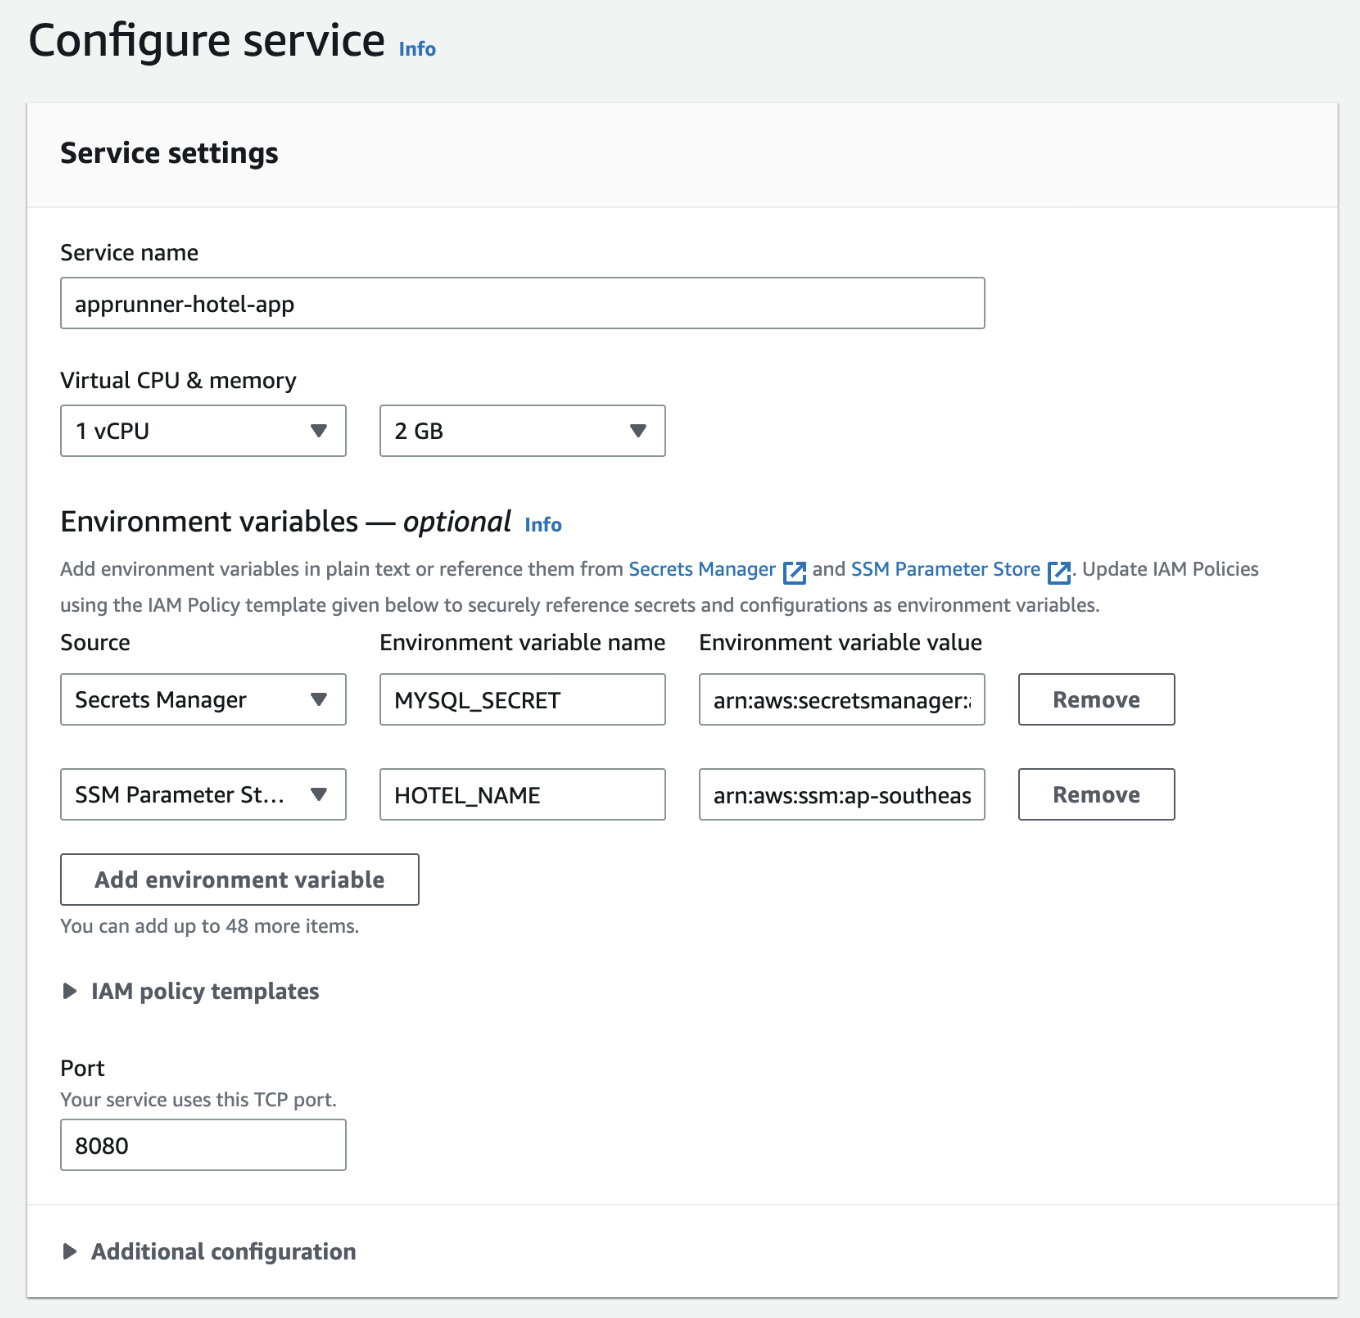 Configure service Info
Service settings
Service name
apprunner-hotel-app
Virtual CPU & memory
1 vCPU 2 GB
Environment variables — optional Info
Add environment variables in plain text or reference them from Secrets Manager and SSM Parameter Store . Update IAM Policies
using the IAM Policy template given below to securely reference secrets and configurations as environment variables.
Source Environment variable name Environment variable value
Secrets Manager MYSQL_SECRET arn:aws:secretsmanager: Remove
SSM Parameter St... HOTEL_NAME arn:aws:ssm:ap-southeas Remove
Add environment variable
You can add up to 48 more items.
IAM policy templates
Port
Your service uses this TCP port.
8080
Additional configuration